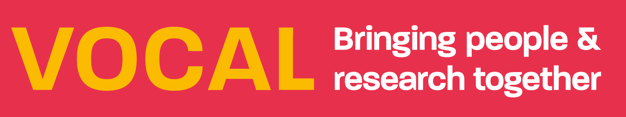 VOCAL
Bringing people &
research together